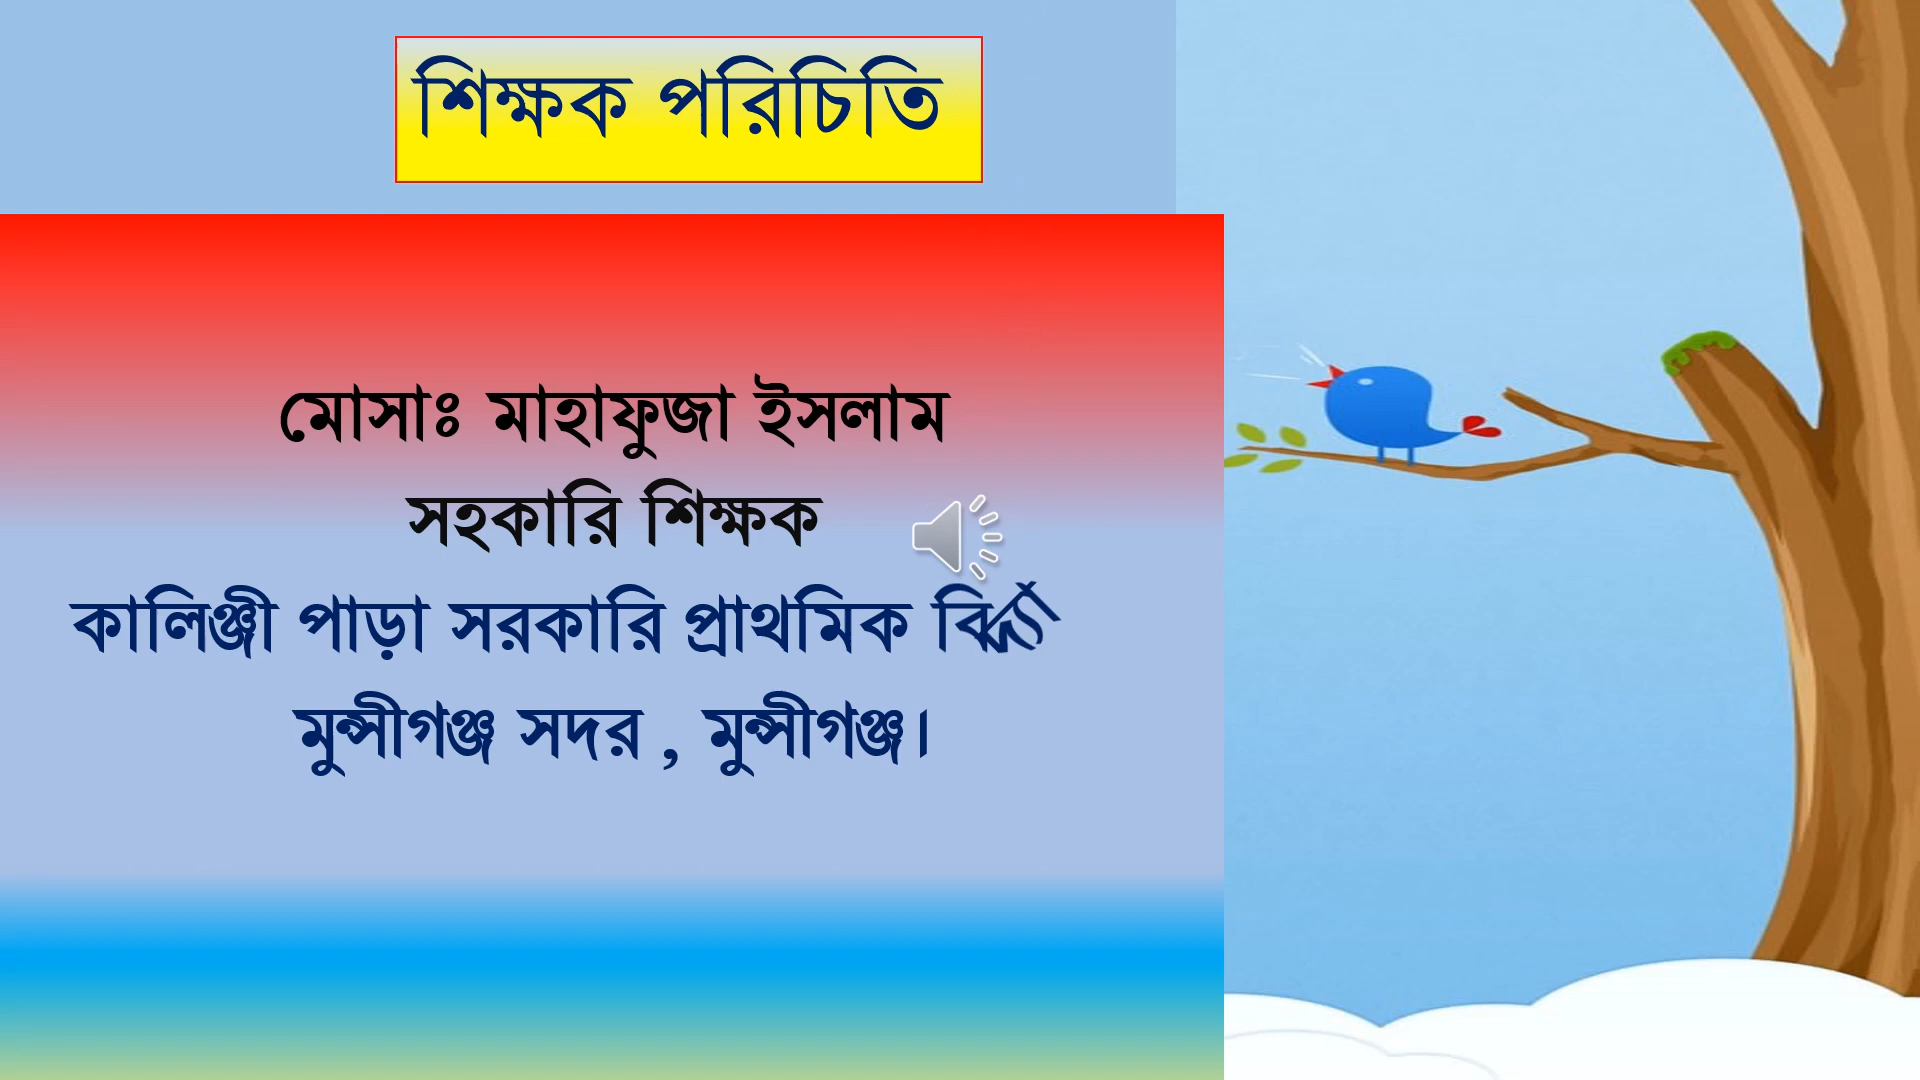 শিক্ষক পরিচিতি
মোসাঃ মাহাফুজা ইসলাম
সহকারি শিক্ষক
কালিঞ্জী পাড়া সরকারি প্রাথমিক
মুন্সীগঞ্জ সদর , মুন্সীগঞ্জ।